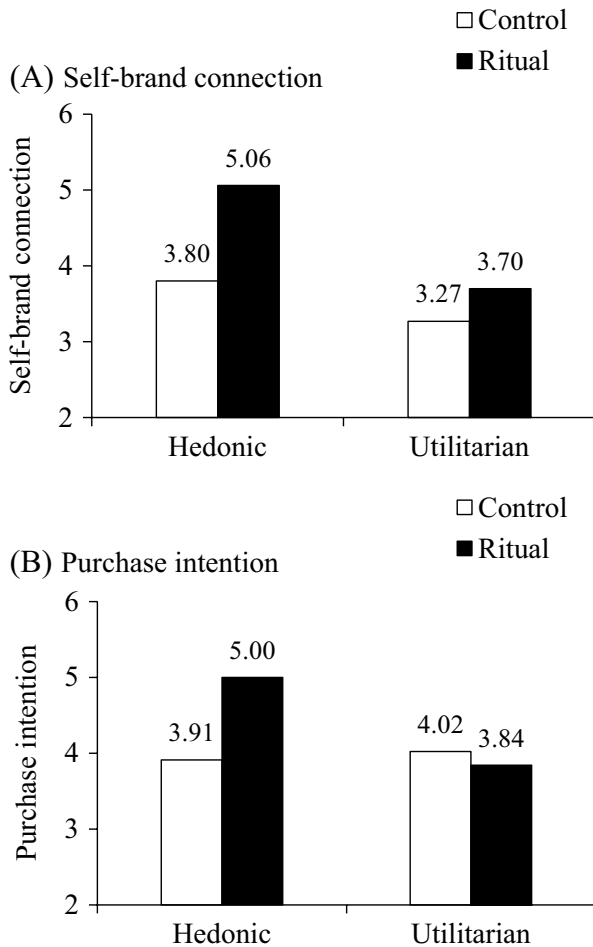 Control
Ritual
(A) Self-brand connection
Self-brand connection
6
5
4
3
2
3.80
5.06
3.27
3.70
Hedonic
Utilitarian
Control
Ritual
(B) Purchase intention
Purchase intention
6
5
4
3
2
3.91
5.00
4.02
3.84
Hedonic
Utilitarian